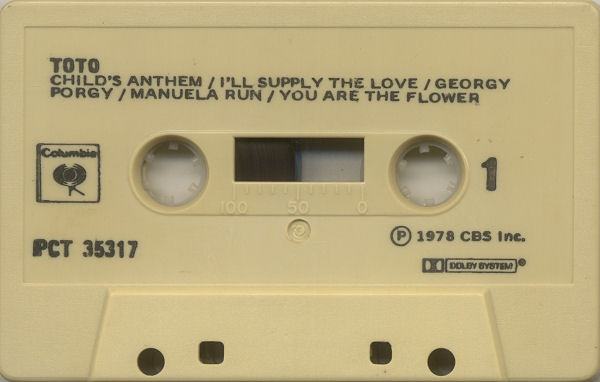 TOTO
CHILD'S ANTHEM / I'LL SUPPLY THE LOVE / GEORGY
PORGY / MANUELA RUN / YOU ARE THE FLOWER
Columbia
1
100 50 0
℗ 1978 CBS Inc.
PCT 35317
DOLBY SYSTEM ®